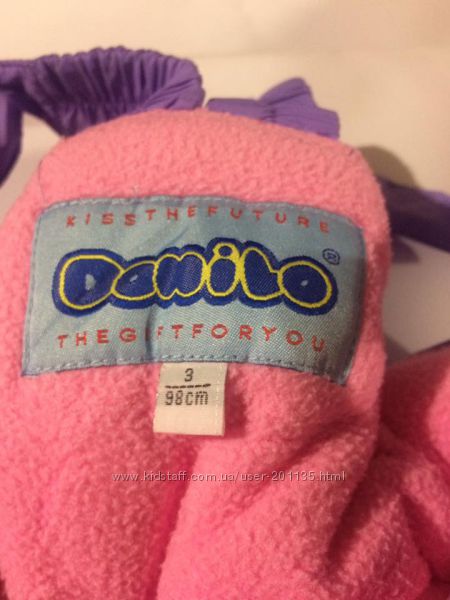 KISSTHEFUTURE
DaNiLO®
THEGIFTFORYOU
3
98cm
www.kidstaff.com.ua/user-201135.html